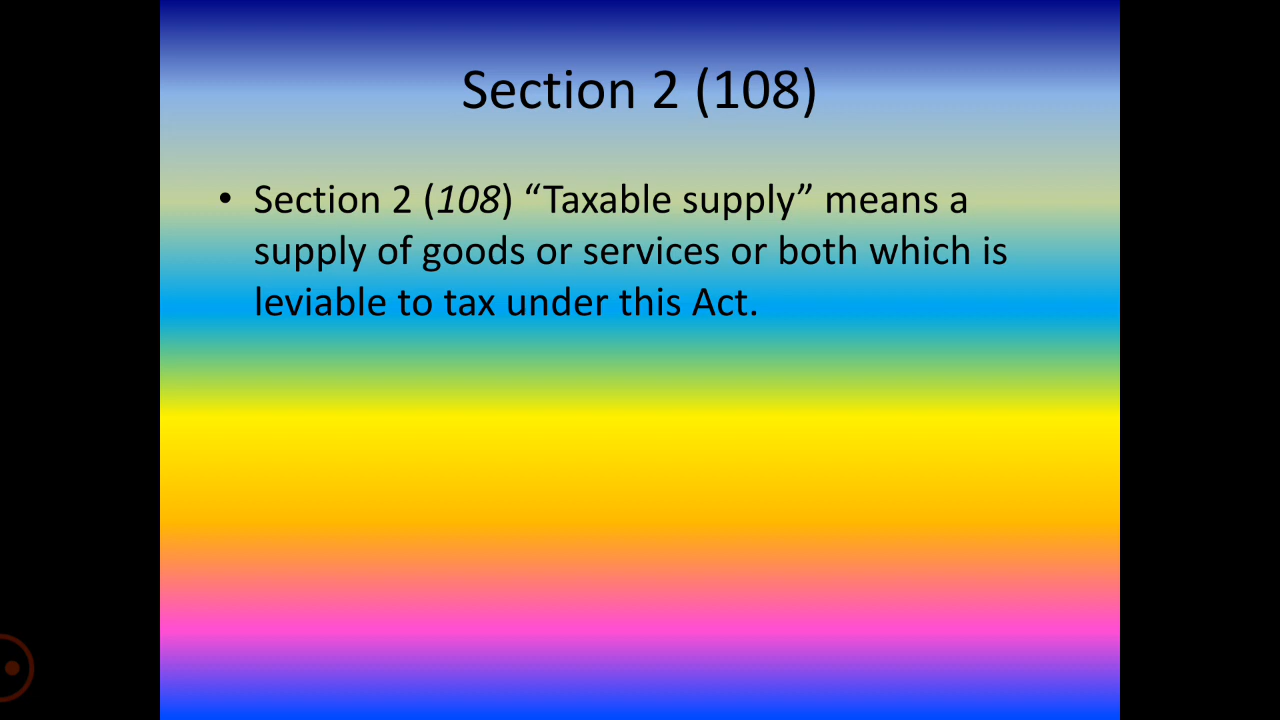 Section 2 (108)
• Section 2 (108) “Taxable supply” means a
supply of goods or services or both which is
leviable to tax under this Act.